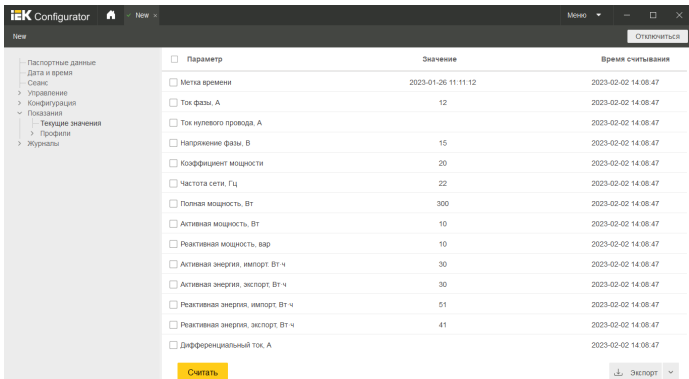 iEK Configurator New × Меню
New Отключиться
Паспортные данные
Дата и время
Сеанс
Управление
Конфигурация
Показания
Текущие значения
Профили
Журналы
Параметр Значение Время считывания
Метка времени 2023-01-26 11:11:12 2023-02-02 14:08:47
Ток фазы, А 12 2023-02-02 14:08:47
Ток нулевого провода, А 2023-02-02 14:08:47
Напряжение фазы, В 15 2023-02-02 14:08:47
Коэффициент мощности 20 2023-02-02 14:08:47
Частота сети, Гц 22 2023-02-02 14:08:47
Полная мощность, Вт 300 2023-02-02 14:08:47
Активная мощность, Вт 10 2023-02-02 14:08:47
Реактивная мощность, вар 10 2023-02-02 14:08:47
Активная энергия, импорт. Вт·ч 30 2023-02-02 14:08:47
Активная энергия, экспорт, Вт·ч 30 2023-02-02 14:08:47
Реактивная энергия, импорт, Вт·ч 51 2023-02-02 14:08:47
Реактивная энергия, экспорт, Вт·ч 41 2023-02-02 14:08:47
Дифференциальный ток, А 2023-02-02 14:08:47
Считать Экспорт